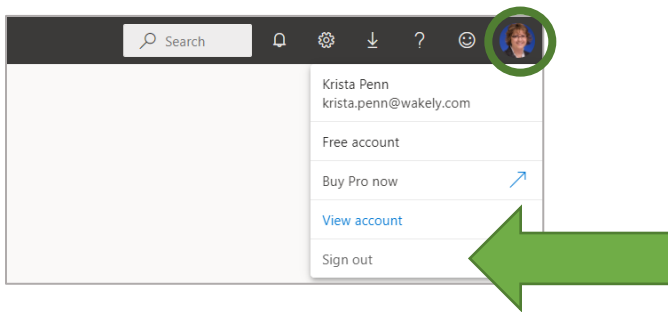 Search
?
Krista Penn
krista.penn@wakely.com
Free account
Buy Pro now
View account
Sign out